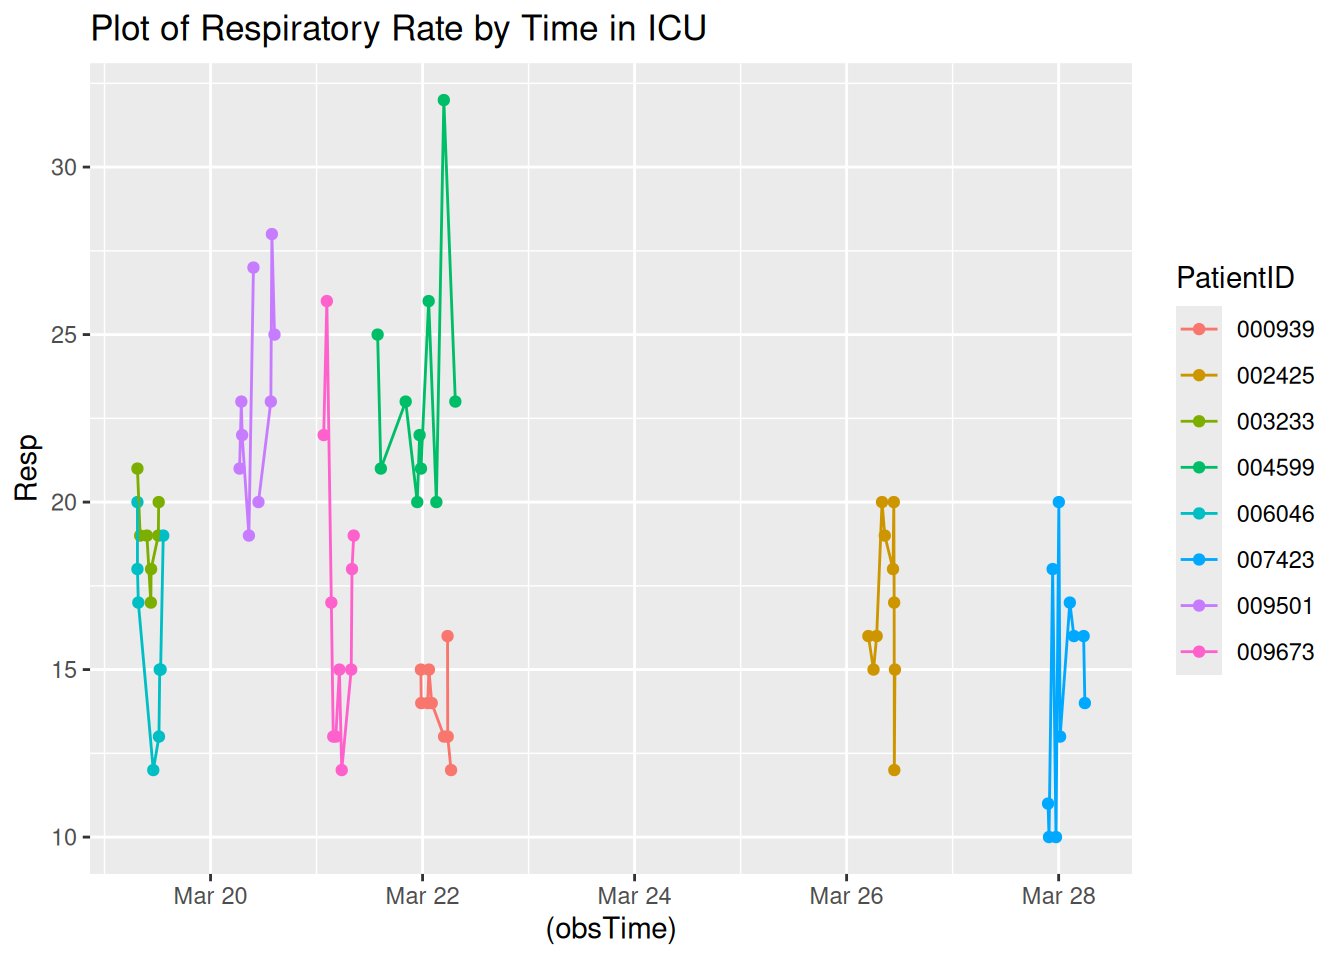 Plot of Respiratory Rate by Time in ICU
30
25
20
15
10
Resp
Mar 20
Mar 22
Mar 24
Mar 26
Mar 28
(obsTime)
PatientID
000939
002425
003233
004599
006046
007423
009501
009673